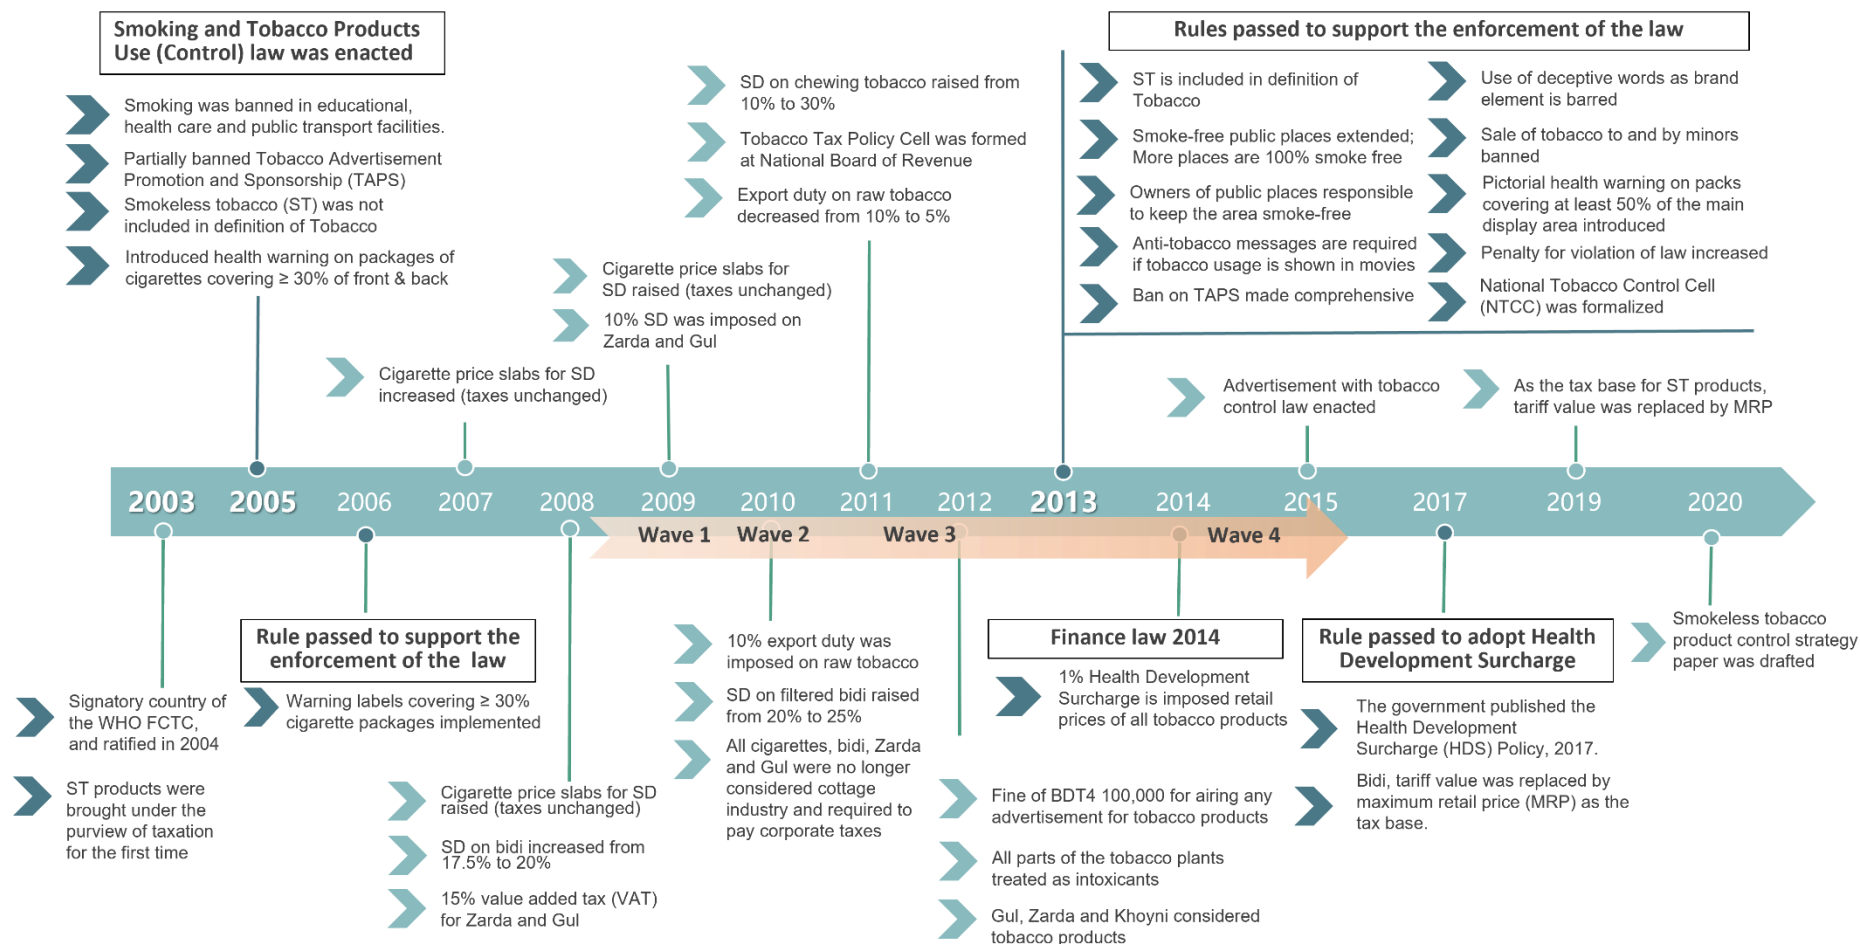 Smoking and Tobacco Products
Use (Control) law was enacted
Smoking was banned in educational,
health care and public transport facilities.
Partially banned Tobacco Advertisement
Promotion and Sponsorship (TAPS)
Smokeless tobacco (ST) was not
included in definition of Tobacco
Introduced health warning on packages of
cigarettes covering ≥ 30% of front & back
Cigarette price slabs for SD
increased (taxes unchanged)
Cigarette price slabs for
SD raised (taxes unchanged)
10% SD was imposed on
Zarda and Gul
SD on chewing tobacco raised from
10% to 30%
Tobacco Tax Policy Cell was formed
at National Board of Revenue
Export duty on raw tobacco
decreased from 10% to 5%
Rules passed to support the enforcement of the law
ST is included in definition of
Tobacco
Smoke-free public places extended;
More places are 100% smoke free
Owners of public places responsible
to keep the area smoke-free
Anti-tobacco messages are required
if tobacco usage is shown in movies
Ban on TAPS made comprehensive
Use of deceptive words as brand
element is barred
Sale of tobacco to and by minors
banned
Pictorial health warning on packs
covering at least 50% of the main
display area introduced
Penalty for violation of law increased
National Tobacco Control Cell
(NTCC) was formalized
Advertisement with tobacco
control law enacted
As the tax base for ST products,
tariff value was replaced by MRP
2003 2005 2006 2007 2008 2009 2010 2011 2012 2013 2014 2015 2017 2019 2020
Wave 1 Wave 2 Wave 3 Wave 4
Signatory country of
the WHO FCTC,
and ratified in 2004
ST products were
brought under the
purview of taxation
for the first time
Rule passed to support the
enforcement of the law
Warning labels covering ≥ 30%
cigarette packages implemented
Cigarette price slabs for SD
raised (taxes unchanged)
SD on bidi increased from
17.5% to 20%
15% value added tax (VAT)
for Zarda and Gul
10% export duty was
imposed on raw tobacco
SD on filtered bidi raised
from 20% to 25%
All cigarettes, bidi, Zarda
and Gul were no longer
considered cottage
industry and required to
pay corporate taxes
Fine of BDT4 100,000 for airing any
advertisement for tobacco products
All parts of the tobacco plants
treated as intoxicants
Gul, Zarda and Khoyni considered
tobacco products
Finance law 2014
1% Health Development
Surcharge is imposed retail
prices of all tobacco products
Rule passed to adopt Health
Development Surcharge
The government published the
Health Development
Surcharge (HDS) Policy, 2017.
Bidi, tariff value was replaced by
maximum retail price (MRP) as the
tax base.
Smokeless tobacco
product control strategy
paper was drafted